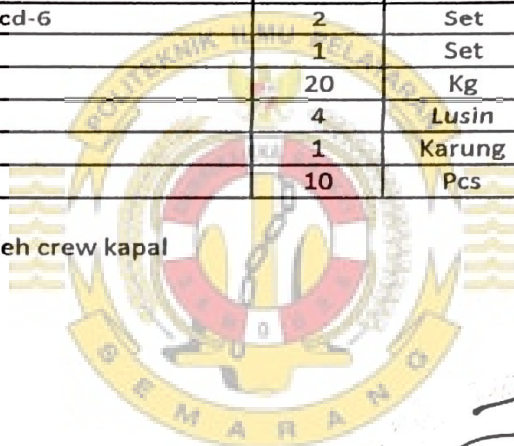 cd-6 2 Set
1 Set
20 Kg
4 Lusin
1 Karung
10 Pcs
eh crew kapal
POLITEKNIK ILMU PELAYARAN
SEMARANG